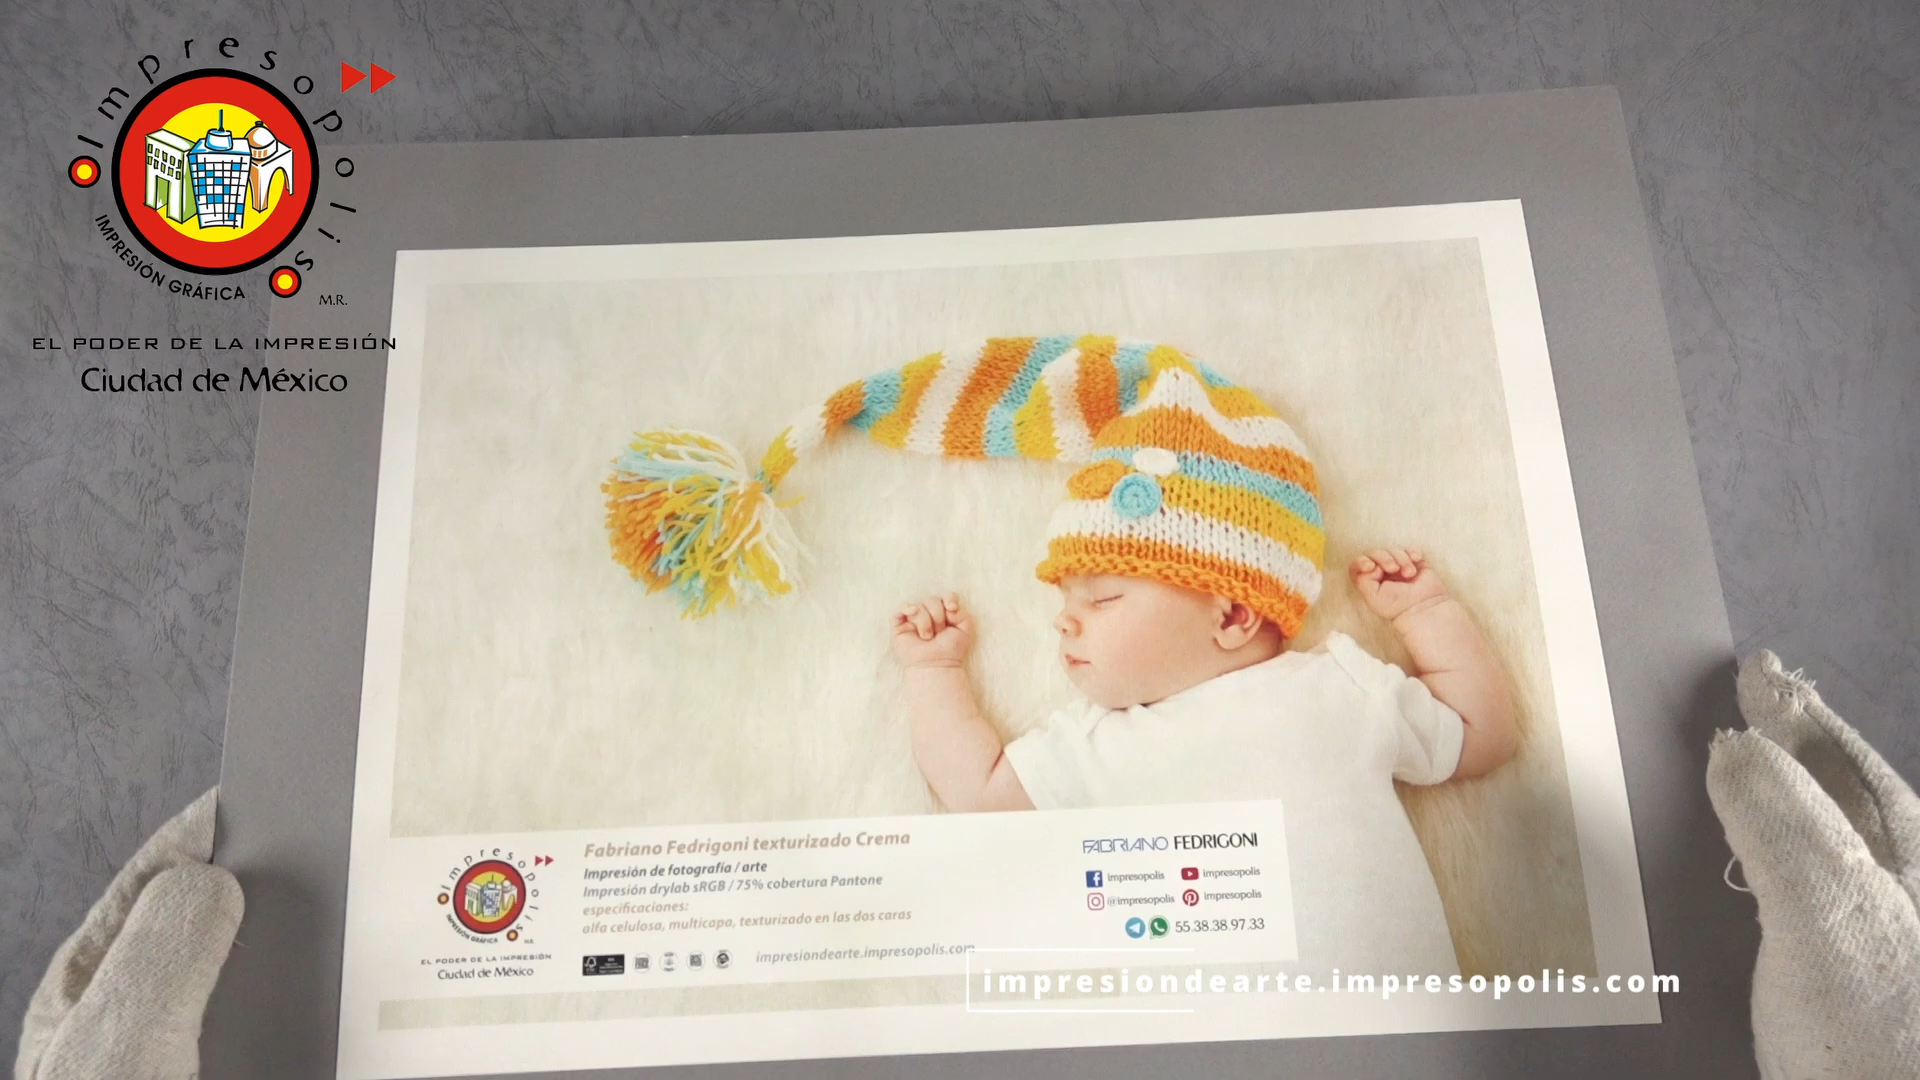 Impresopolis
IMPRESIÓN GRÁFICA
M.R.
EL PODER DE LA IMPRESIÓN
Ciudad de México
Fabriano Fedrigoni texturizado Crema
Impresión de fotografía / arte
Impresión drylab sRGB / 75% cobertura Pantone
especificaciones:
alfa celulosa, multicapa, texturizado en las dos caras
impresiondearte.impresopolis.com
Impresopolis
IMPRESIÓN GRÁFICA
M.R.
EL PODER DE LA IMPRESIÓN
Ciudad de México
FABRIANO FEDRIGONI
impresopolis
impresopolis
@impresopolis
impresopolis
55.38.38.97.33
impresiondearte.impresopolis.com